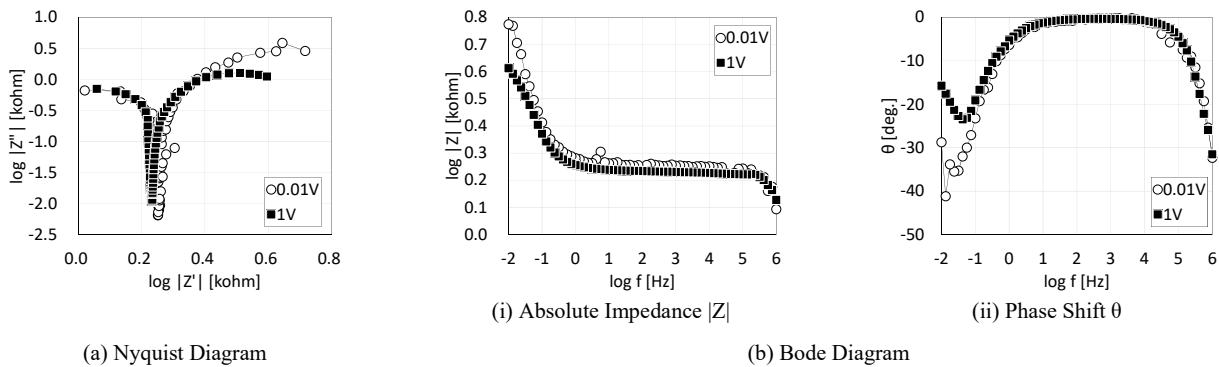 1.0
0.5
0.0
-0.5
-1.0
-1.5
-2.0
-2.5
log |Z''| [kohm]
0.0 0.2 0.4 0.6 0.8
log |Z'| [kohm]
0.01V
1V
(a) Nyquist Diagram
0.8
0.7
0.6
0.5
0.4
0.3
0.2
0.1
0.0
log |Z| [kohm]
-2 -1 0 1 2 3 4 5 6
log f [Hz]
0.01V
1V
(i) Absolute Impedance |Z|
0
-10
-20
-30
-40
-50
θ [deg.]
-2 -1 0 1 2 3 4 5 6
log f [Hz]
0.01V
1V
(ii) Phase Shift θ
(b) Bode Diagram